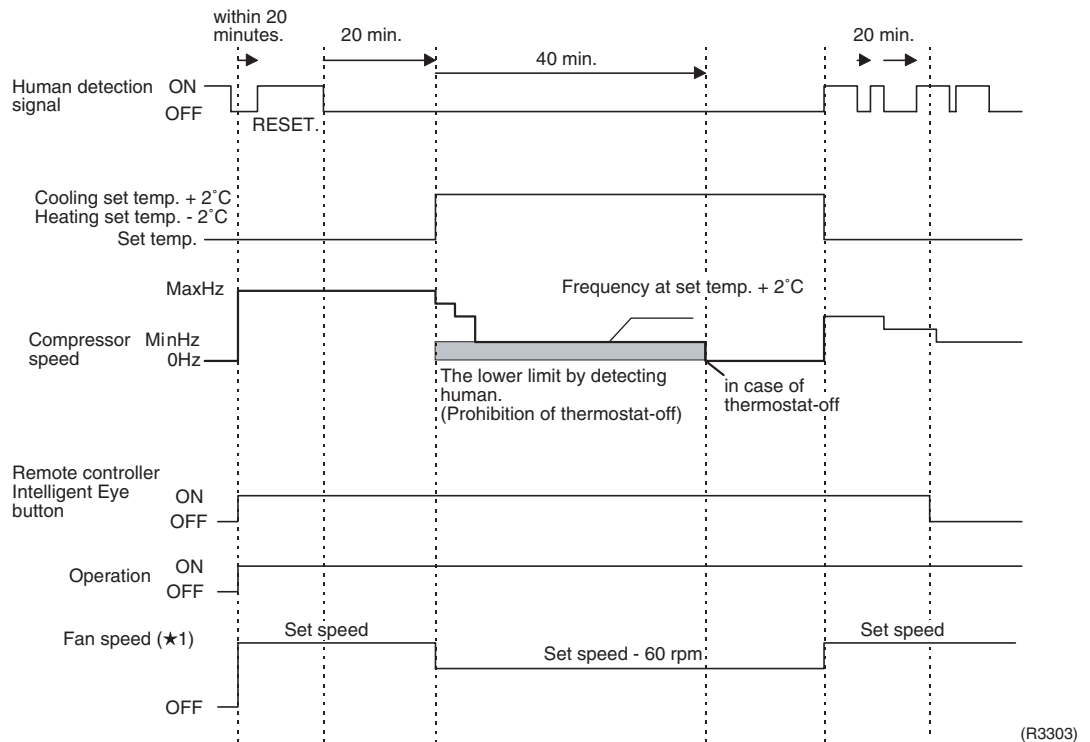 within 20
minutes.
20 min.
40 min.
20 min.
Human detection
signal
ON
OFF
RESET.
Cooling set temp. + 2˚C
Heating set temp. - 2˚C
Set temp.
MaxHz
Frequency at set temp. + 2˚C
Compressor
speed
MinHz
0Hz
The lower limit by detecting
human.
(Prohibition of thermostat-off)
in case of
thermostat-off
Remote controller
Intelligent Eye
button
ON
OFF
Operation
ON
OFF
Fan speed (★1)
Set speed
Set speed - 60 rpm
Set speed
OFF
(R3303)